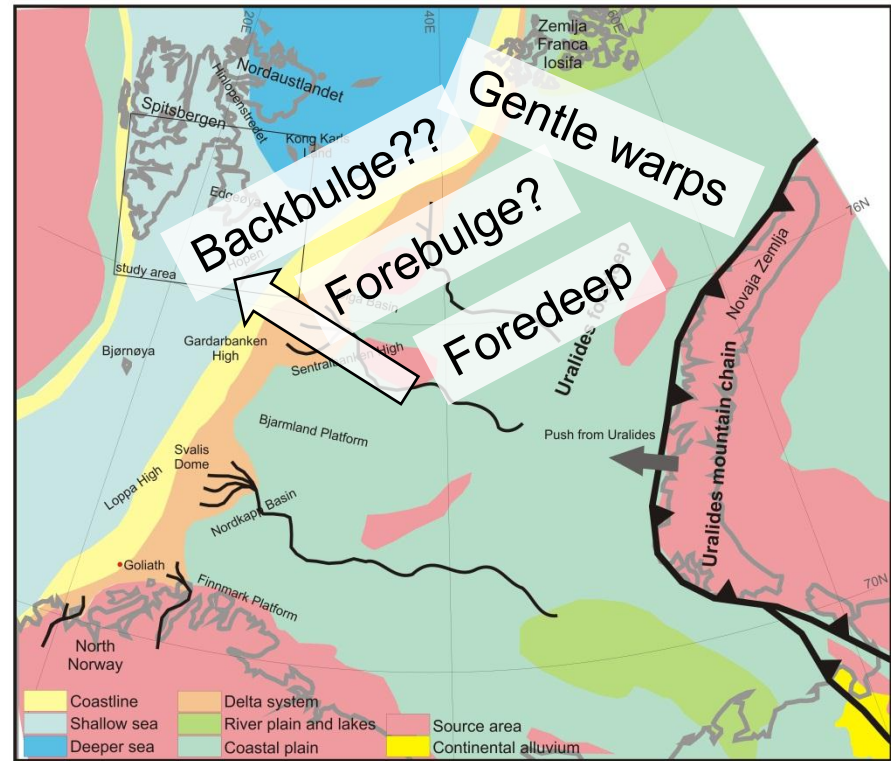 20E
40E
60E
Zemlja
Franca
Iosifa
Nordaustlandet
Hinlopenstredet
Spitsbergen
Kong Karls
Gentle warps
Backbulge??
76N
Hopen
study area
Forebulge?
Novaja Zemlja
Foredeep
Uralides
Bjørnøya
Gardarbanken
High
Sentralbanken High
Bjarmland Platform
Push from Uralides
Uralides mountain chain
Svalis
Dome
Loppa High
Nordkapp Basin
Goliath
Finnmark Platform
70N
North
Norway
Coastline
Shallow sea
Deeper sea
Delta system
River plain and lakes
Coastal plain
Source area
Continental alluvium